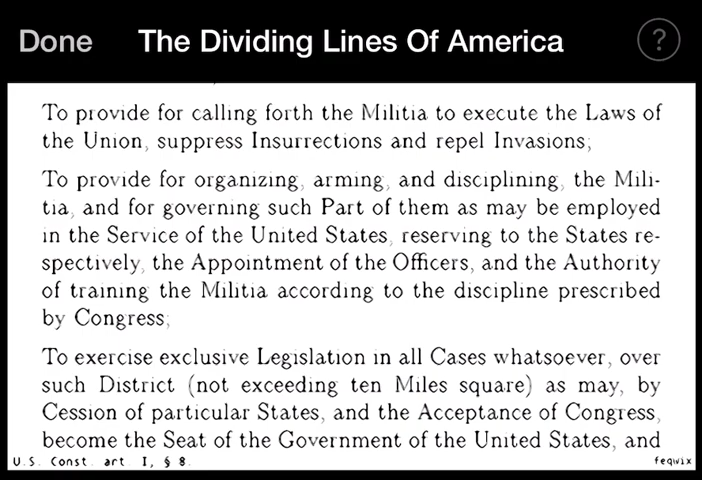 Done The Dividing Lines Of America ?
To provide for calling forth the Militia to execute the Laws of
the Union, suppress Insurrections and repel Invasions;
To provide for organizing, arming, and disciplining, the Mili-
tia, and for governing such Part of them as may be employed
in the Service of the United States, reserving to the States re-
spectively, the Appointment of the Officers, and the Authority
of training the Militia according to the discipline prescribed
by Congress;
To exercise exclusive Legislation in all Cases whatsoever, over
such District (not exceeding ten Miles square) as may, by
Cession of particular States, and the Acceptance of Congress,
become the Seat of the Government of the United States, and
U.S. Const. art. I, § 8. feqwix